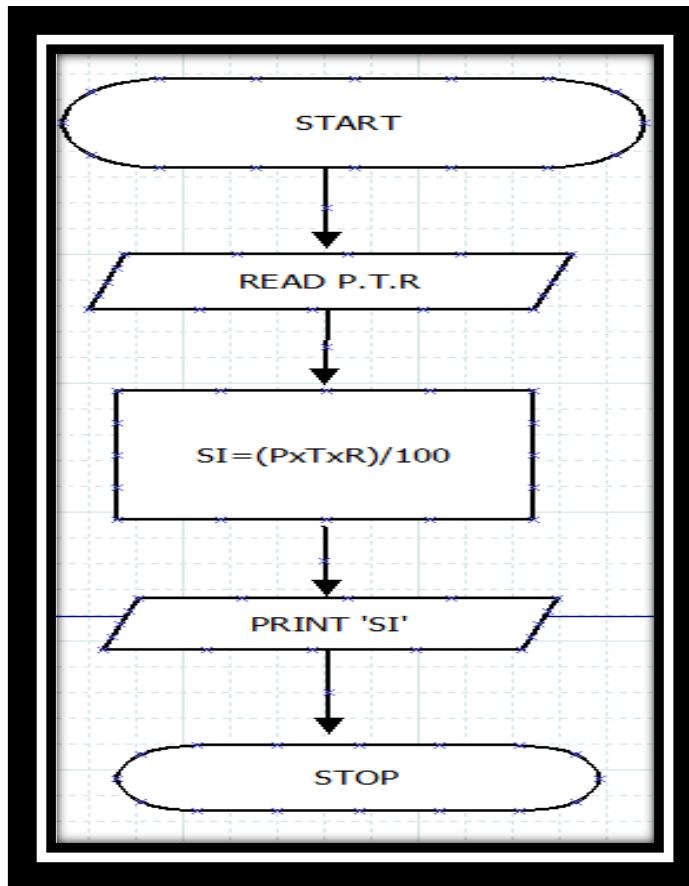 START
READ P.T.R
SI=(PxTxR)/100
PRINT 'SI'
STOP